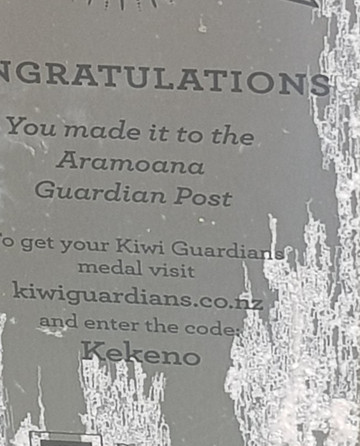 NGRATULATIONS
You made it to the
Aramoana
Guardian Post
o get your Kiwi Guardians
medal visit
kiwiguardians.co.nz
and enter the code:
Kekeno